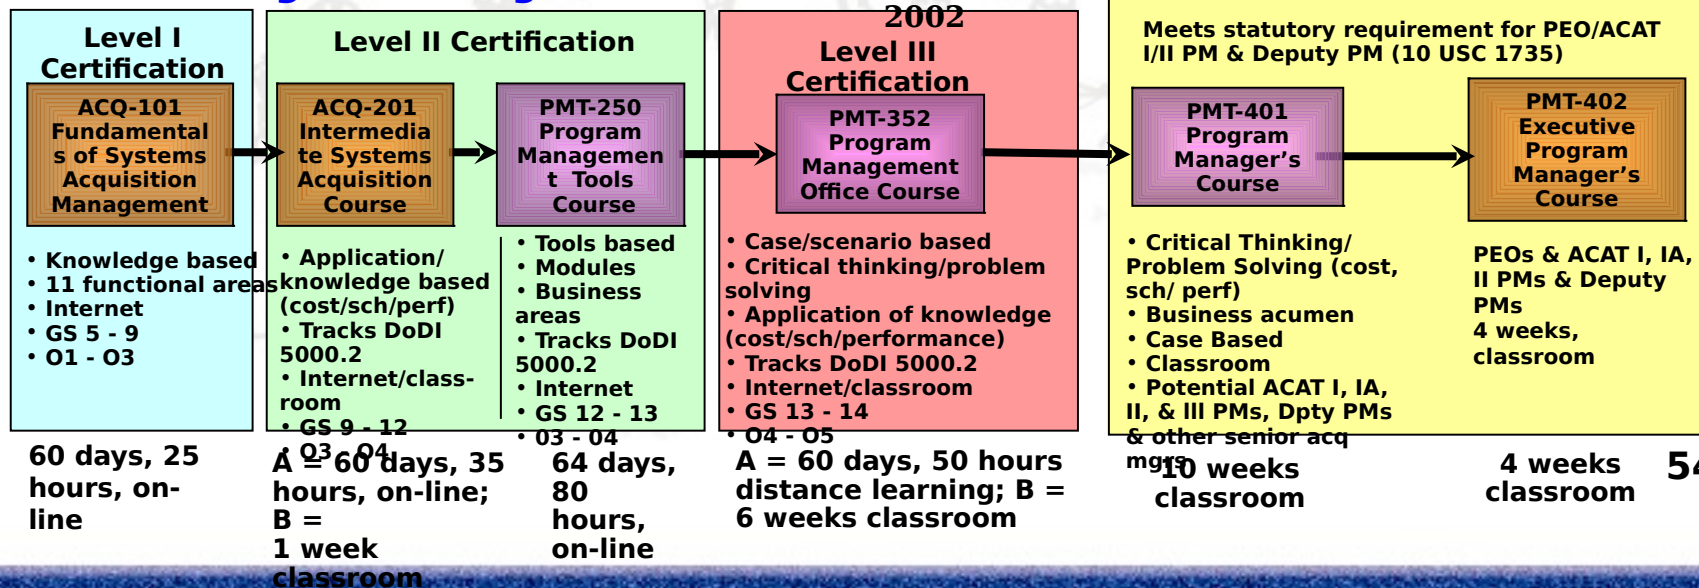 2002
Level I
Certification
ACQ-101
Fundamental
s of Systems
Acquisition
Management
• Knowledge based
• 11 functional areas
• Internet
• GS 5 - 9
• O1 - O3
60 days, 25
hours, on-
line
Level II Certification
ACQ-201
Intermedia
te Systems
Acquisition
Course
• Application/
knowledge based
(cost/sch/perf)
• Tracks DoDI
5000.2
• Internet/class-
room
• GS 9 - 12
• O3 - O4
A = 60 days, 35
hours, on-line;
B =
1 week
classroom
PMT-250
Program
Managemen
t Tools
Course
• Tools based
• Modules
• Business
areas
• Tracks DoDI
5000.2
• Internet
• GS 12 - 13
• 03 - 04
64 days,
80
hours,
on-line
Level III
Certification
PMT-352
Program
Management
Office Course
• Case/scenario based
• Critical thinking/problem
solving
• Application of knowledge
(cost/sch/performance)
• Tracks DoDI 5000.2
• Internet/classroom
• GS 13 - 14
• O4 - O5
A = 60 days, 50 hours
distance learning; B =
6 weeks classroom
Meets statutory requirement for PEO/ACAT
I/II PM & Deputy PM (10 USC 1735)
PMT-401
Program
Manager’s
Course
• Critical Thinking/
Problem Solving (cost,
sch/ perf)
• Business acumen
• Case Based
• Classroom
• Potential ACAT I, IA,
II, & lll PMs, Dpty PMs
& other senior acq
mgrs
10 weeks
classroom
PMT-402
Executive
Program
Manager’s
Course
PEOs & ACAT I, IA,
II PMs & Deputy
PMs
4 weeks,
classroom
4 weeks
classroom